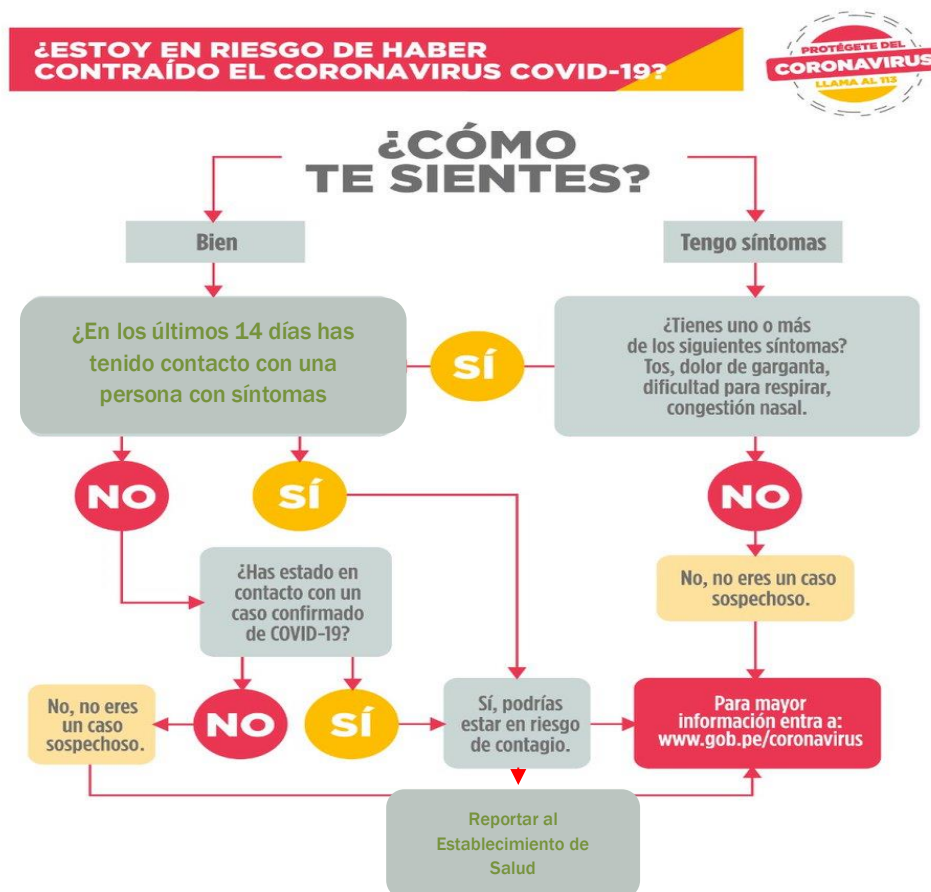 ¿ESTOY EN RIESGO DE HABER
CONTRAÍDO EL CORONAVIRUS COVID-19?
PROTÉGETE DEL
CORONAVIRUS
LLAMA AL 113
¿CÓMO
TE SIENTES?
Bien
Tengo síntomas
¿En los últimos 14 días has
tenido contacto con una
persona con síntomas
SÍ
¿Tienes uno o más
de los siguientes síntomas?
Tos, dolor de garganta,
dificultad para respirar,
congestión nasal.
NO
SÍ
NO
¿Has estado en
contacto con un
caso confirmado
de COVID-19?
No, no eres un caso
sospechoso.
No, no eres
un caso
sospechoso.
NO
SÍ
Sí, podrías
estar en riesgo
de contagio.
Para mayor
información entra a:
www.gob.pe/coronavirus
Reportar al
Establecimiento de
Salud